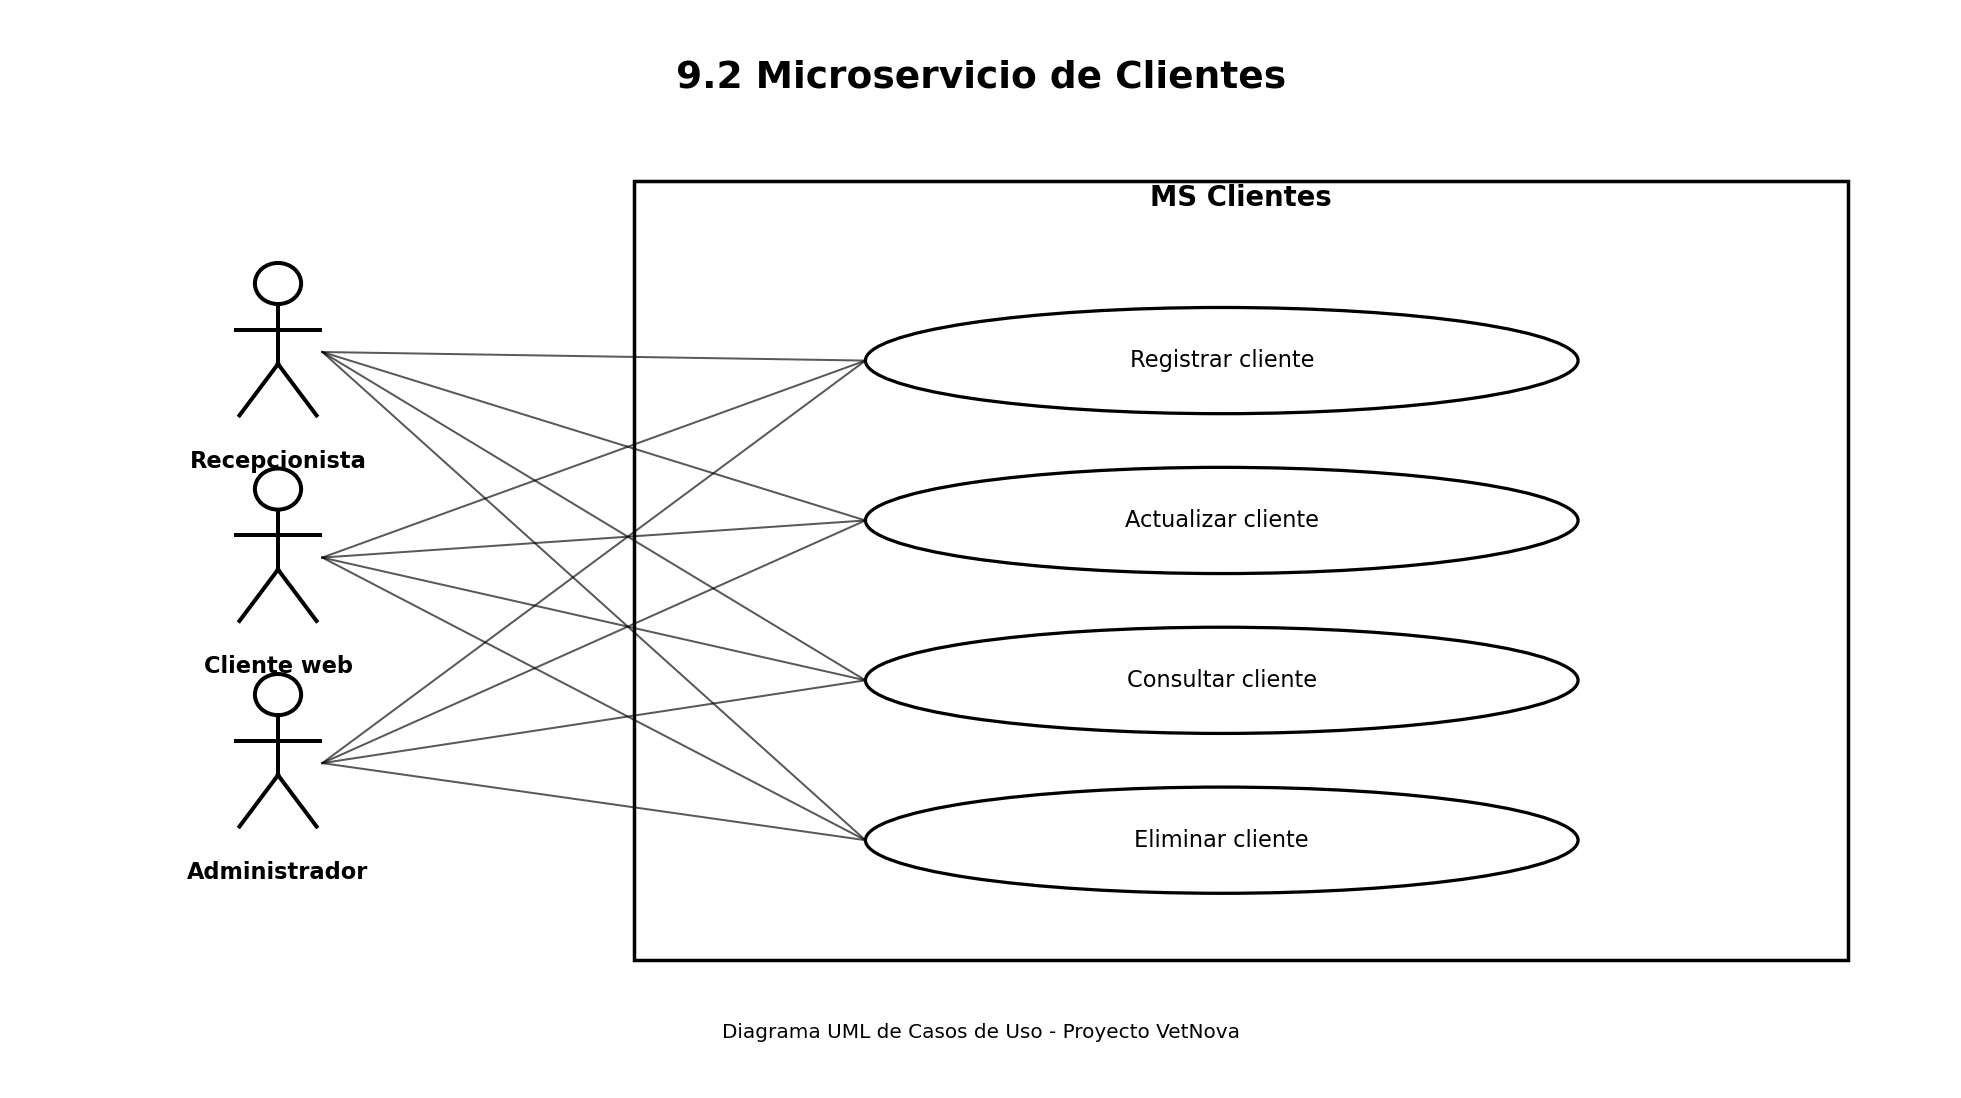 9.2 Microservicio de Clientes
MS Clientes
Recepcionista
Cliente web
Administrador
Registrar cliente
Actualizar cliente
Consultar cliente
Eliminar cliente
Diagrama UML de Casos de Uso - Proyecto VetNova